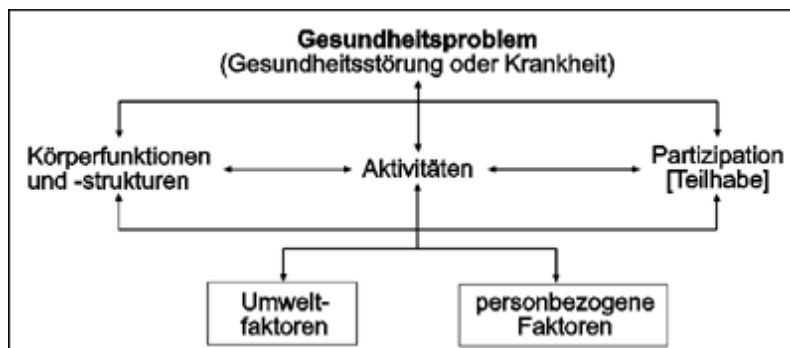 Gesundheitsproblem
(Gesundheitsstörung oder Krankheit)
Körperfunktionen
und -strukturen
Aktivitäten
Partizipation
[Teilhabe]
Umwelt-
faktoren
personbezogene
Faktoren